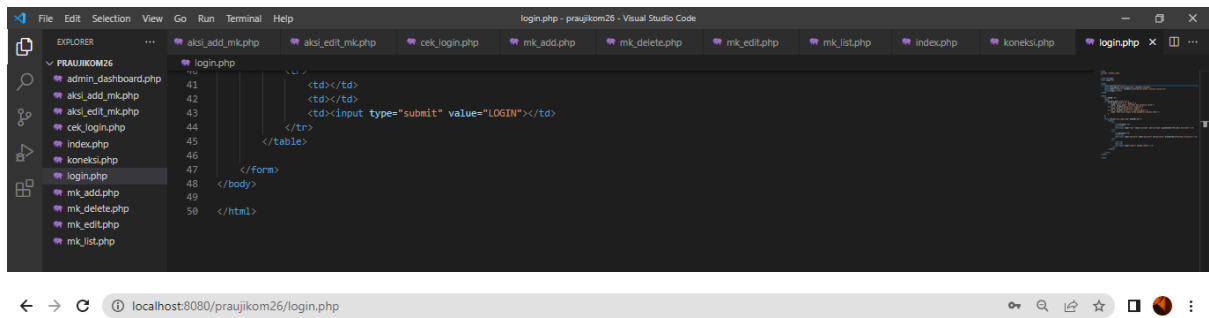 File Edit Selection View Go Run Terminal Help login.php - praujikom26 - Visual Studio Code
EXPLORER
aksi_add_mk.php aksi_edit_mk.php cek_login.php mk_add.php mk_delete.php mk_edit.php mk_list.php index.php koneksi.php login.php
PRAUJIKOM26
admin_dashboard.php
aksi_add_mk.php
aksi_edit_mk.php
cek_login.php
index.php
koneksi.php
login.php
mk_add.php
mk_delete.php
mk_edit.php
mk_list.php
login.php
40 <tr>
41 <td></td>
42 <td></td>
43 <td><input type="submit" value="LOGIN"></td>
44 </tr>
45 </table>
46
47 </form>
48 </body>
49
50 </html>
localhost:8080/praujikom26/login.php